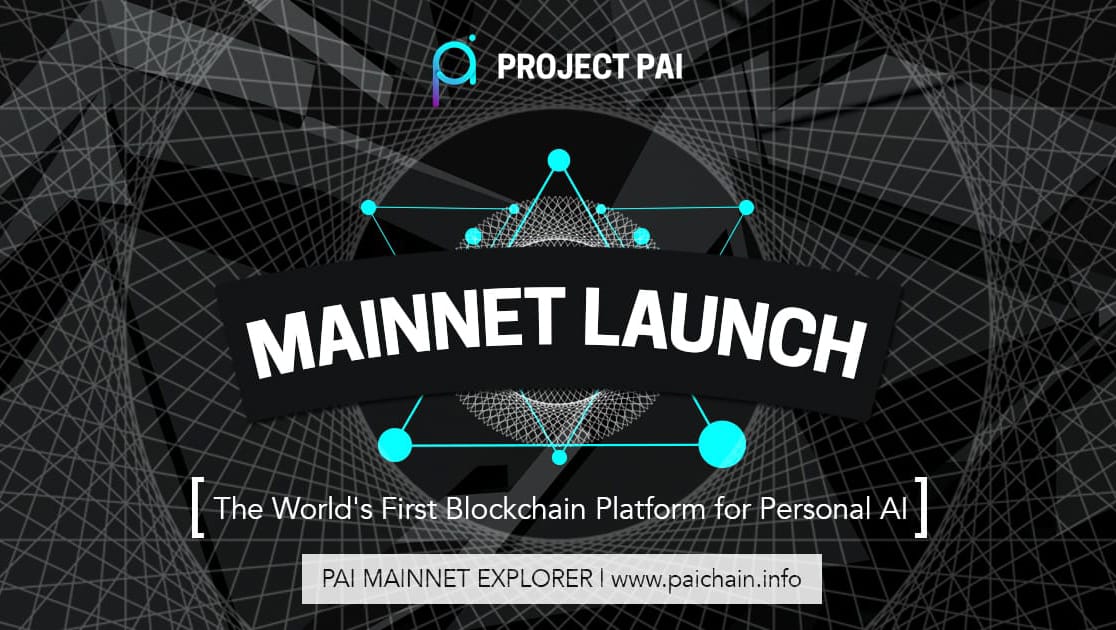 PROJECT PAI
MAINNET LAUNCH
[ The World's First Blockchain Platform for Personal AI ]
PAI MAINNET EXPLORER | www.paichain.info